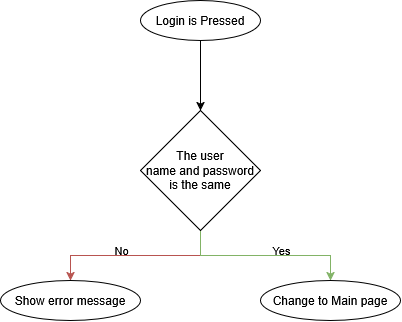 Login is Pressed
The user
name and password
is the same
No
Yes
Show error message
Change to Main page